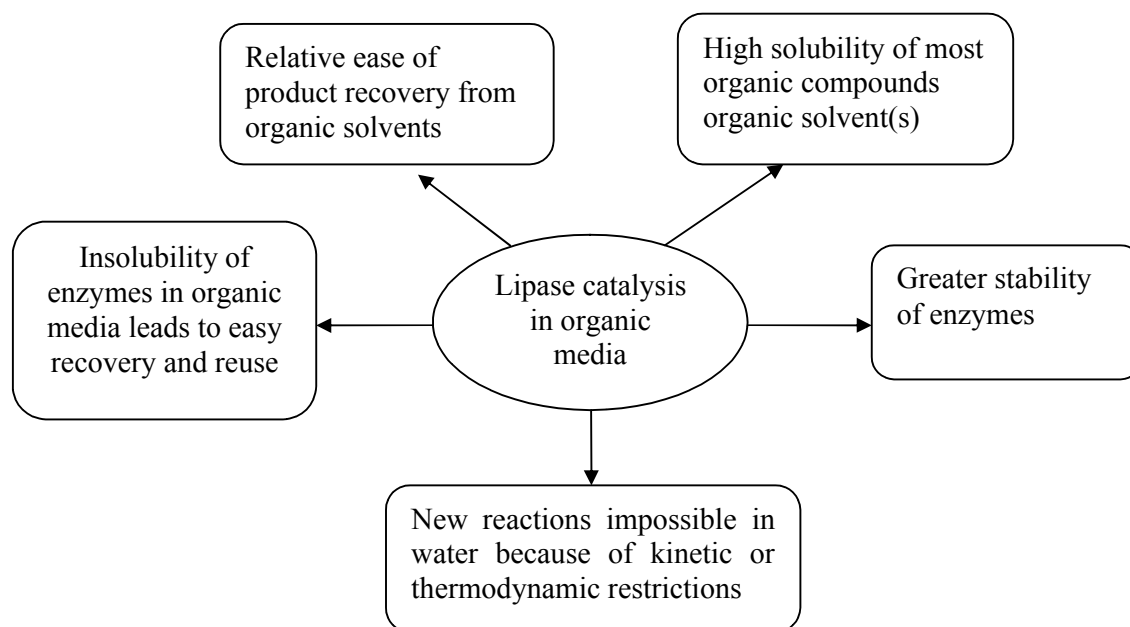 Relative ease of
product recovery from
organic solvents
High solubility of most
organic compounds
organic solvent(s)
Insolubility of
enzymes in organic
media leads to easy
recovery and reuse
Lipase catalysis
in organic
media
Greater stability
of enzymes
New reactions impossible in
water because of kinetic or
thermodynamic restrictions